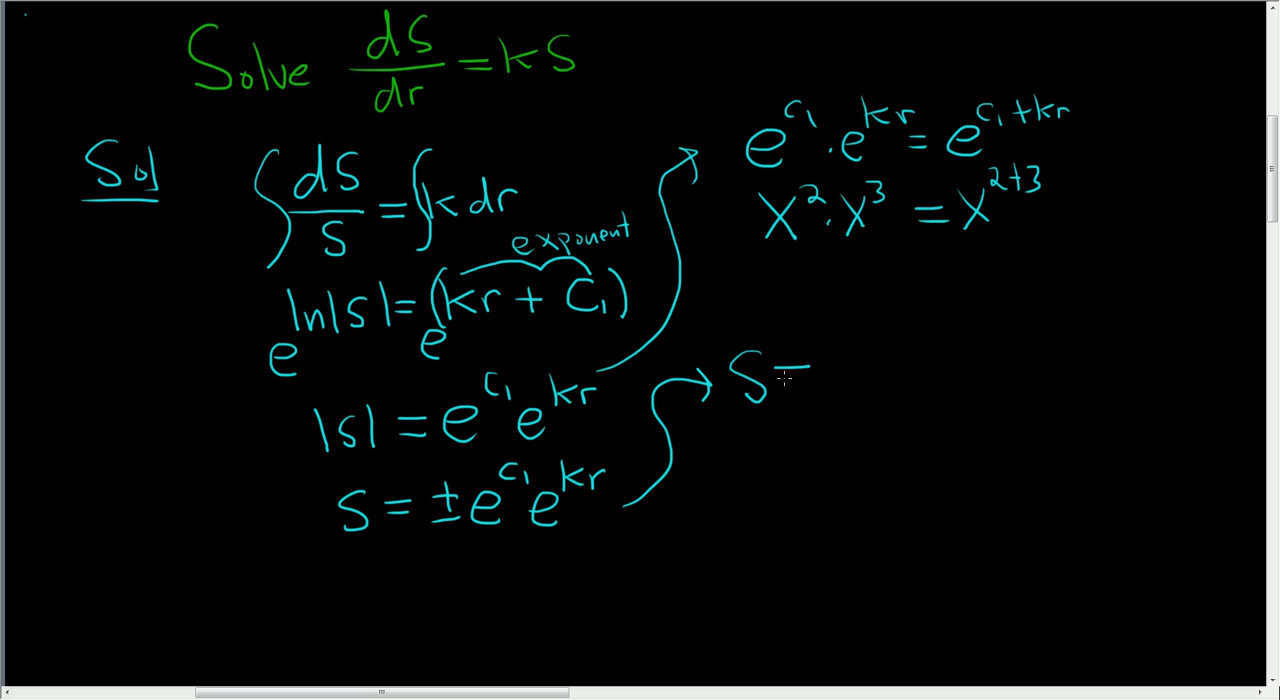 Solve dS/dr = kS
Sol ∫ dS/S = ∫ k dr
exponent
e^ln|S| = e^(kr + C₁)
|S| = e^C₁ e^kr
S = ± e^C₁ e^kr
e^C₁ · e^kr = e^C₁+kr
x² · x³ = x^2+3
S =